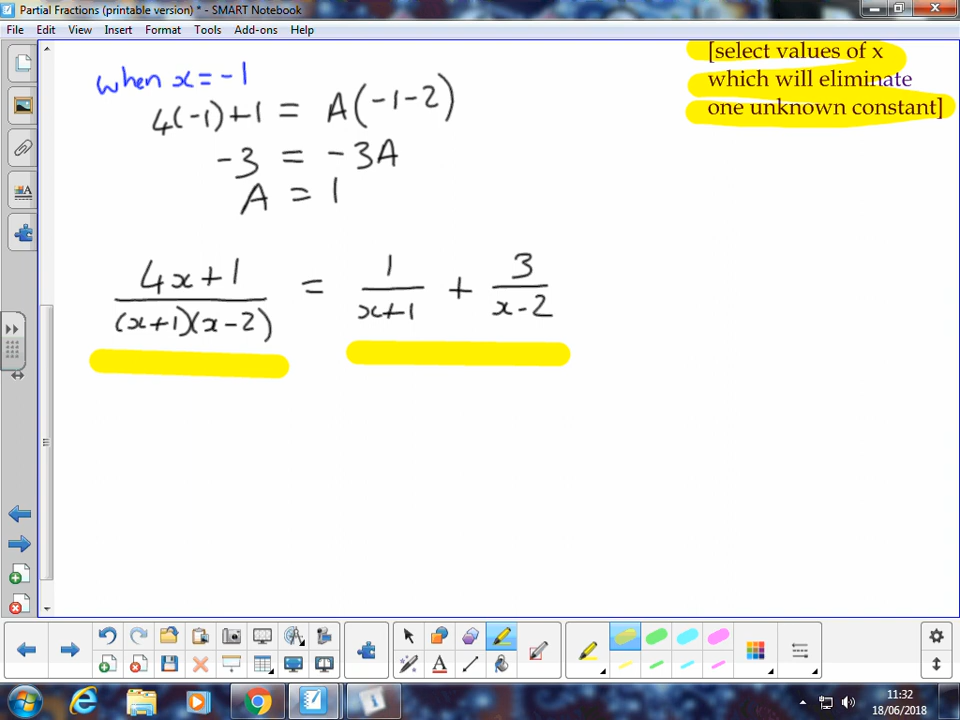 Partial Fractions (printable version) * - SMART Notebook
File Edit View Insert Format Tools Add-ons Help
[select values of x
which will eliminate
one unknown constant]
when x = -1
4(-1)+1 = A(-1-2)
-3 = -3A
A = 1
4x+1 / (x+1)(x-2) = 1 / x+1 + 3 / x-2
11:32
18/06/2018